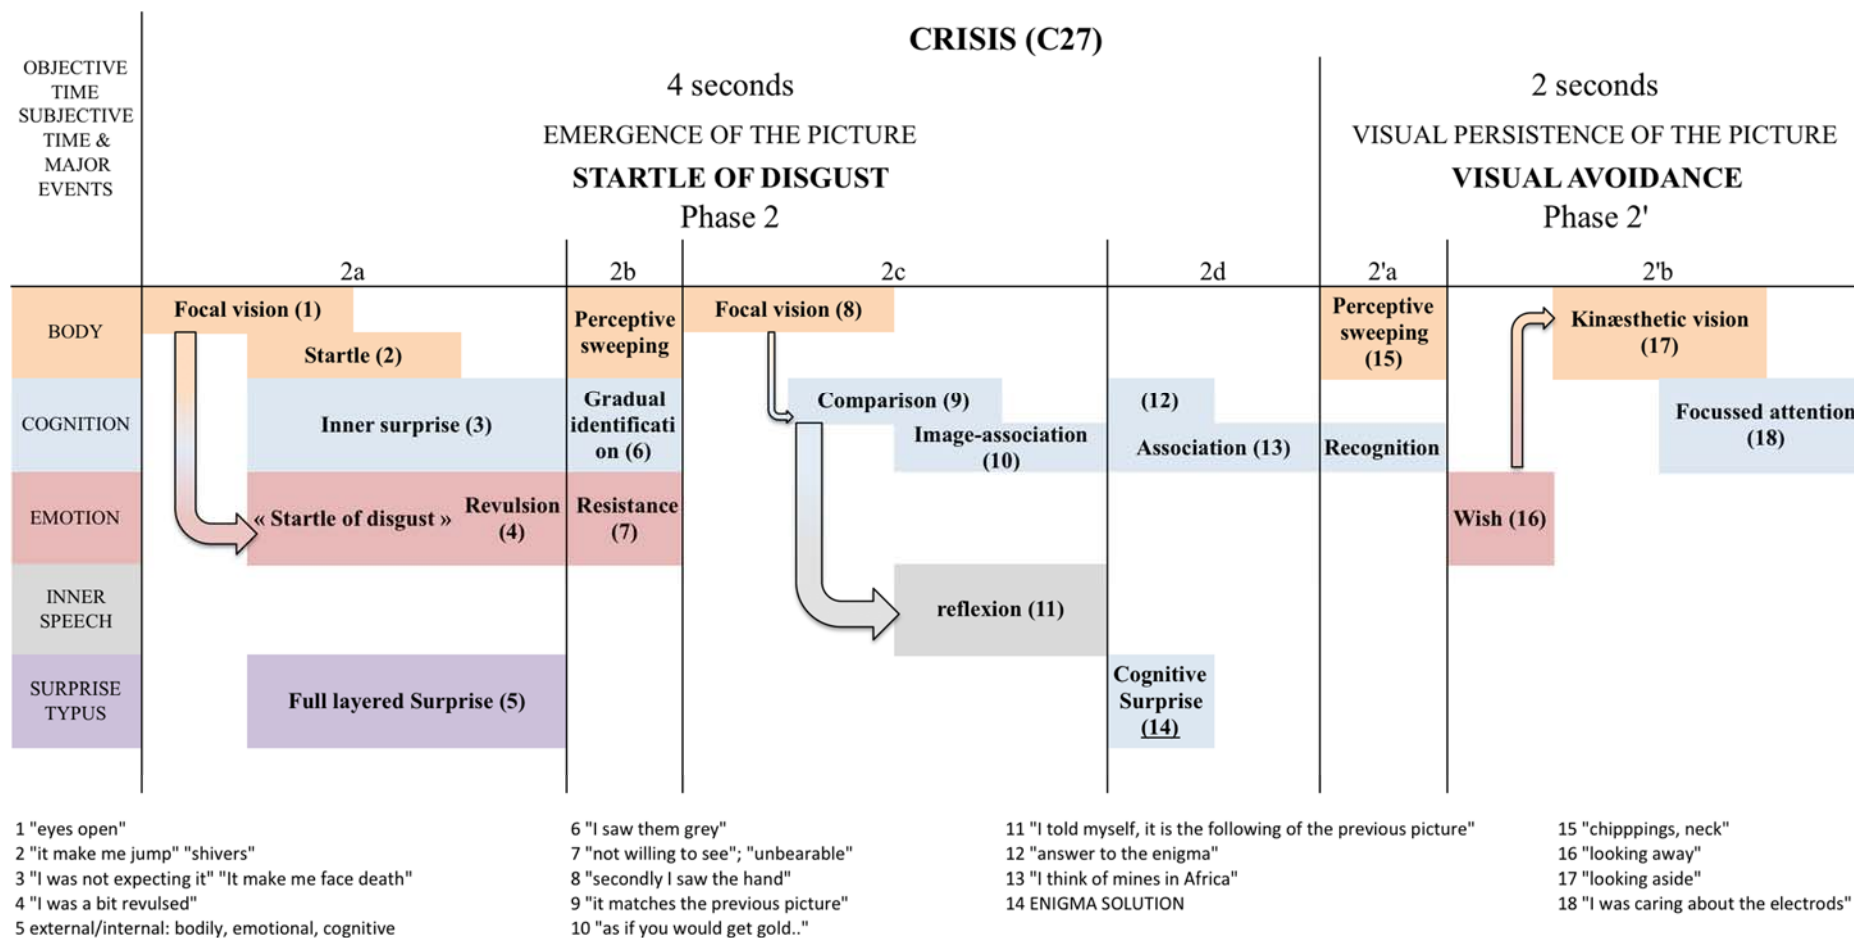 CRISIS (C27)
OBJECTIVE
TIME
SUBJECTIVE
TIME &
MAJOR
EVENTS
4 seconds
EMERGENCE OF THE PICTURE
STARTLE OF DISGUST
Phase 2
2 seconds
VISUAL PERSISTENCE OF THE PICTURE
VISUAL AVOIDANCE
Phase 2'
2a
2b
2c
2d
2'a
2'b
BODY
Focal vision (1)
Startle (2)
Perceptive
sweeping
Focal vision (8)
Perceptive
sweeping
(15)
Kinæsthetic vision
(17)
COGNITION
Inner surprise (3)
Gradual
identificati
on (6)
Comparison (9)
Image-association
(10)
(12)
Association (13)
Recognition
Focussed attention
(18)
EMOTION
« Startle of disgust »
Revulsion
(4)
Resistance
(7)
Wish (16)
INNER
SPEECH
reflexion (11)
SURPRISE
TYPUS
Full layered Surprise (5)
Cognitive
Surprise
(14)
1 "eyes open"
2 "it make me jump" "shivers"
3 "I was not expecting it" "It make me face death"
4 "I was a bit revulsed"
5 external/internal: bodily, emotional, cognitive
6 "I saw them grey"
7 "not willing to see"; "unbearable"
8 "secondly I saw the hand"
9 "it matches the previous picture"
10 "as if you would get gold.."
11 "I told myself, it is the following of the previous picture"
12 "answer to the enigma"
13 "I think of mines in Africa"
14 ENIGMA SOLUTION
15 "chipppings, neck"
16 "looking away"
17 "looking aside"
18 "I was caring about the electrods"